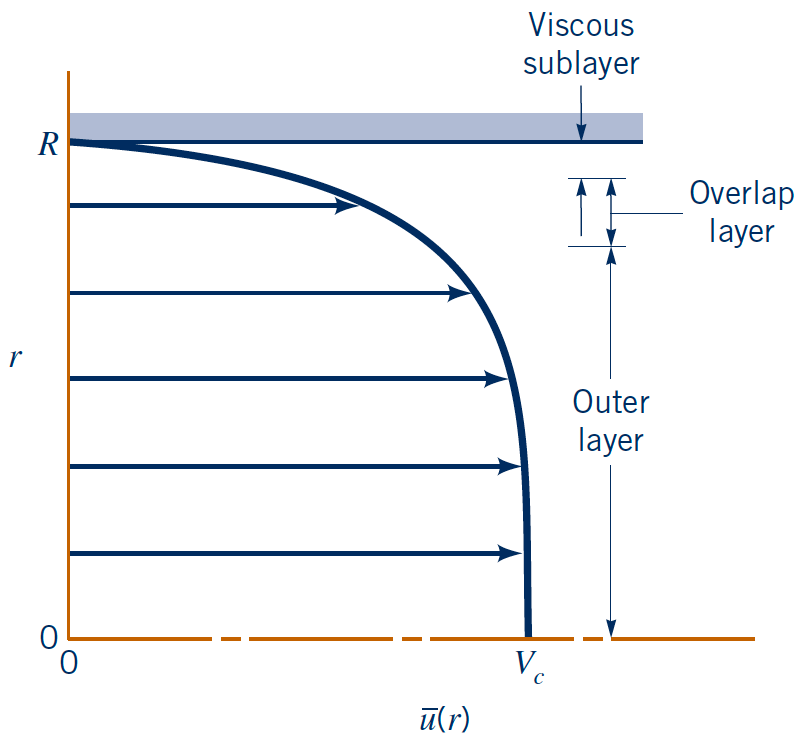 Viscous
sublayer
R
Overlap
layer
r
Outer
layer
0
0
V_c
u̅(r)